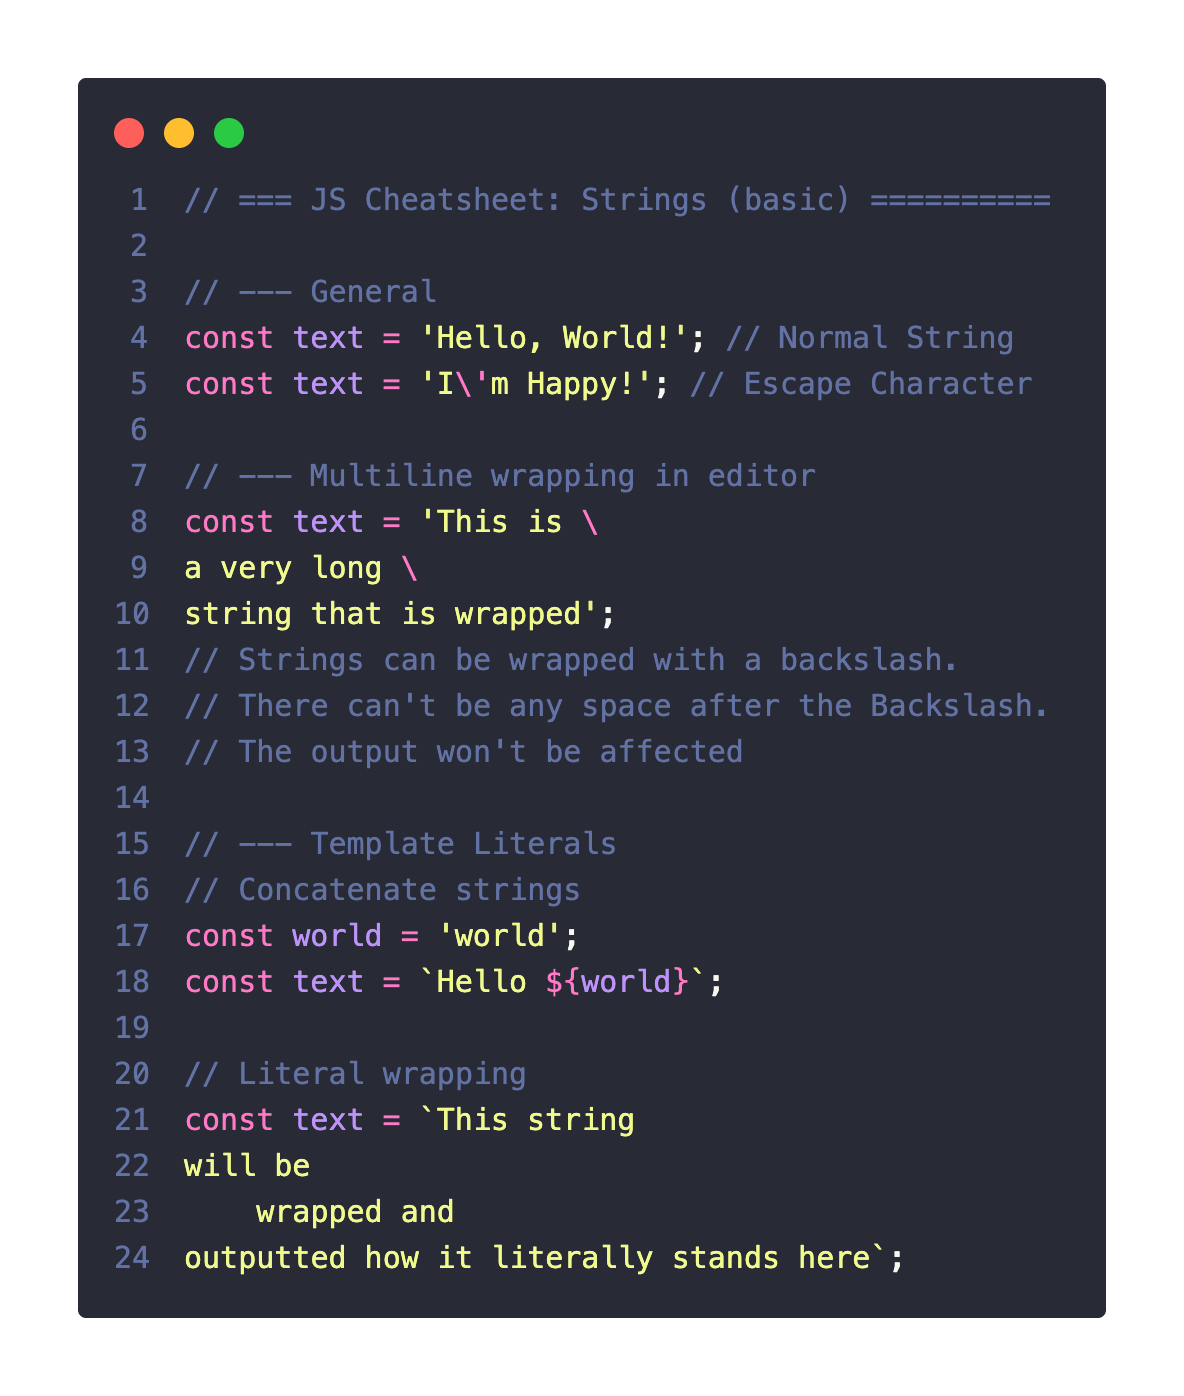 1 // === JS Cheatsheet: Strings (basic) ==========
2
3 // --- General
4 const text = 'Hello, World!'; // Normal String
5 const text = 'I\'m Happy!'; // Escape Character
6
7 // --- Multiline wrapping in editor
8 const text = 'This is \
9 a very long \
10 string that is wrapped';
11 // Strings can be wrapped with a backslash.
12 // There can't be any space after the Backslash.
13 // The output won't be affected
14
15 // --- Template Literals
16 // Concatenate strings
17 const world = 'world';
18 const text = `Hello ${world}`;
19
20 // Literal wrapping
21 const text = `This string
22 will be
23     wrapped and
24 outputted how it literally stands here`;